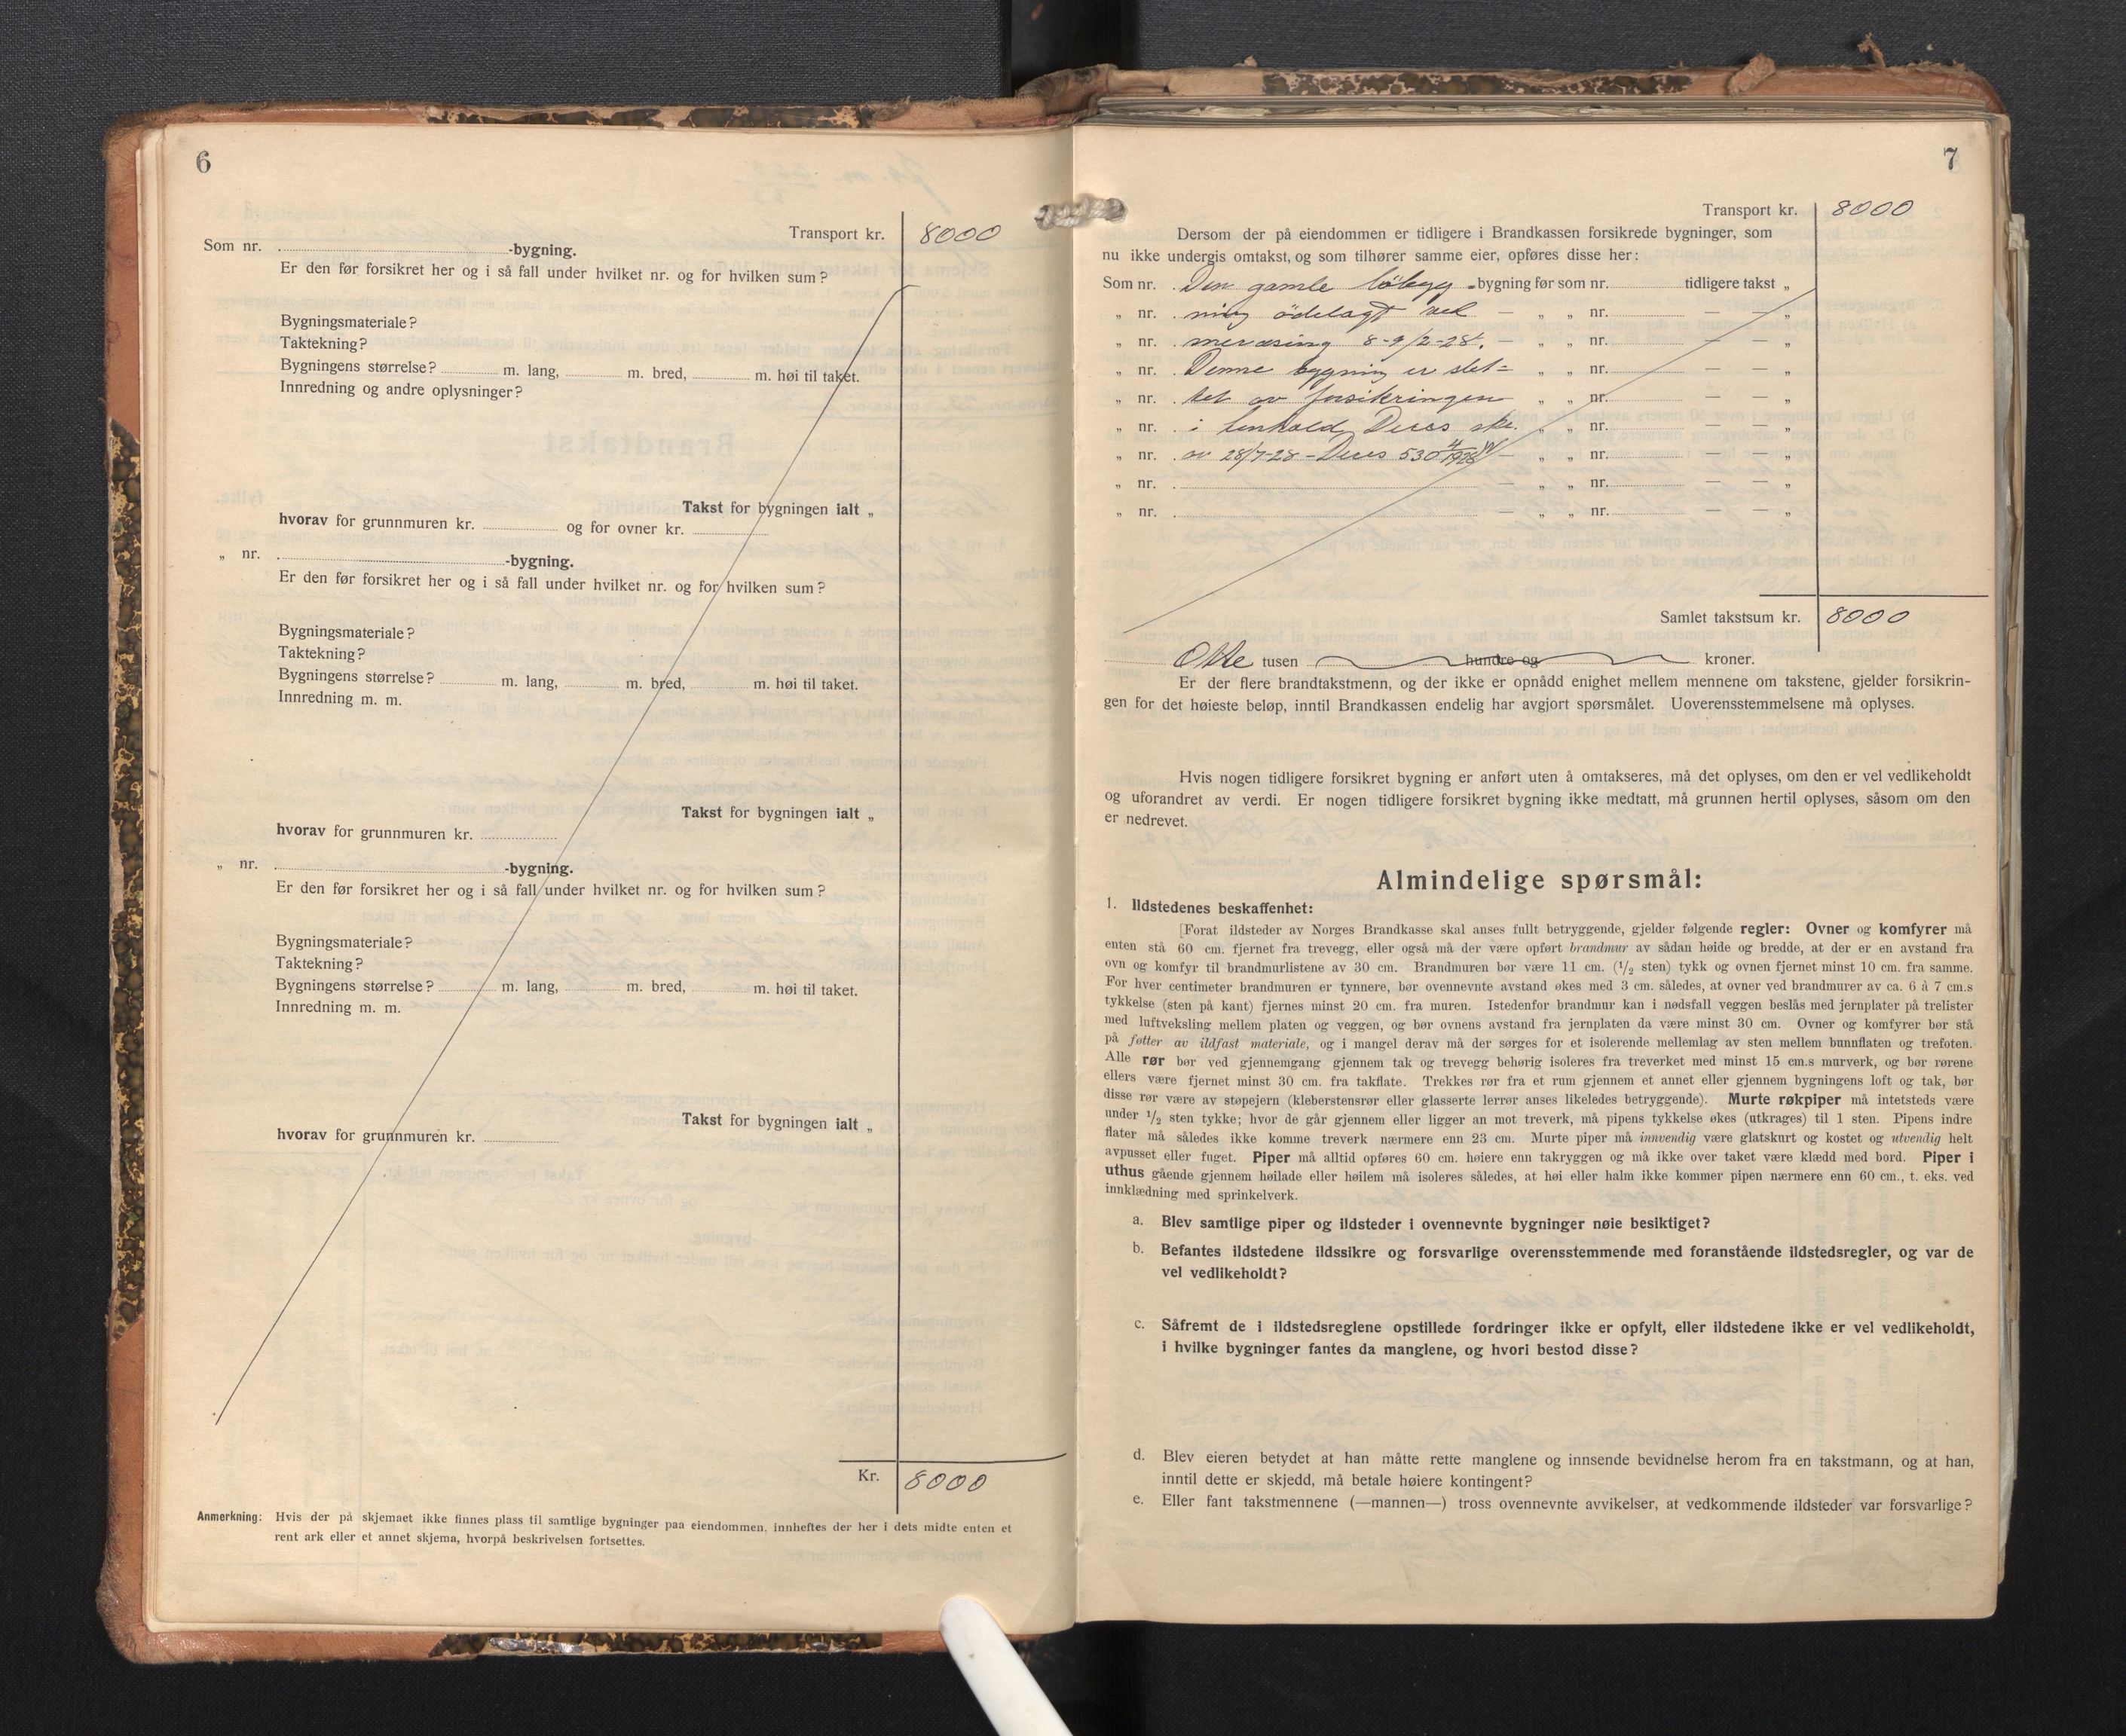 6
Transport kr. 8000
Som nr. -bygning.
Er den før forsikret her og i så fall under hvilket nr. og for hvilken sum?
Bygningsmateriale?
Taktekning?
Bygningens størrelse? m. lang, m. bred, m. høi til taket.
Innredning og andre oplysninger?
Takst for bygningen ialt „
hvorav for grunnmuren kr. og for ovner kr.
„ nr. -bygning.
Er den før forsikret her og i så fall under hvilket nr. og for hvilken sum?
Bygningsmateriale?
Taktekning?
Bygningens størrelse? m. lang, m. bred, m. høi til taket.
Innredning m. m.
Takst for bygningen ialt „
hvorav for grunnmuren kr.
„ nr. -bygning.
Er den før forsikret her og i så fall under hvilket nr. og for hvilken sum?
Bygningsmateriale?
Taktekning?
Bygningens størrelse? m. lang, m. bred, m. høi til taket.
Innredning m. m.
Takst for bygningen ialt „
hvorav for grunnmuren kr.
Kr. 8000
Anmerkning: Hvis der på skjemaet ikke finnes plass til samtlige bygninger paa eiendommen, innheftes der her i dets midte enten et
rent ark eller et annet skjema, hvorpå beskrivelsen fortsettes.
7
Transport kr. 8000
Dersom der på eiendommen er tidligere i Brandkassen forsikrede bygninger, som
nu ikke undergis omtakst, og som tilhører samme eier, opføres disse her:
Som nr. Den gamle löbygg -bygning før som nr. tidligere takst „
„ nr. ning ödelagt ved — „ „ nr. — — „
„ nr. 8-9/2-28. — „ „ nr. — — „
„ nr. Denne bygning er slet= „ „ nr. — — „
„ nr. tet av forsikringen „ „ nr. — — „
„ nr. i henhold Deres skr. „ „ nr. — — „
„ nr. av 28/7-28 - Deres 530 4/1928 — „ „ nr. — — „
„ nr. — „ „ nr. — — „
„ nr. — „ „ nr. — — „
Samlet takstsum kr. 8000
Otte tusen hundre og kroner.
Er der flere brandtakstmenn, og der ikke er opnådd enighet mellem mennene om takstene, gjelder forsikrin-
gen for det høieste beløp, inntil Brandkassen endelig har avgjort spørsmålet. Uoverensstemmelsene må oplyses.
Hvis nogen tidligere forsikret bygning er anført uten å omtakseres, må det oplyses, om den er vel vedlikeholdt
og uforandret av verdi. Er nogen tidligere forsikret bygning ikke medtatt, må grunnen hertil oplyses, såsom om den
er nedrevet.
Almindelige spørsmål:
1. Ildstedenes beskaffenhet:
[Forat ildsteder av Norges Brandkasse skal anses fullt betryggende, gjelder følgende regler: Ovner og komfyrer må
enten stå 60 cm. fjernet fra trevegg, eller også må der være opført brandmur av sådan høide og bredde, at der er en avstand fra
ovn og komfyr til brandmurlistene av 30 cm. Brandmuren bør være 11 cm. (1/2 sten) tykk og ovnen fjernet minst 10 cm. fra samme.
For hver centimeter brandmuren er tynnere, bør ovennevnte avstand økes med 3 cm. således, at ovner ved brandmurer av ca. 6 à 7 cm.s
tykkelse (sten på kant) fjernes minst 20 cm. fra muren. Istedenfor brandmur kan i nødsfall veggen beslås med jernplater på trelister
med luftveksling mellem platen og veggen, og bør ovnens avstand fra jernplaten da være minst 30 cm. Ovner og komfyrer bør stå
på føtter av ildfast materiale, og i mangel derav må der sørges for et isolerende mellemlag av sten mellem bunnflaten og trefoten.
Alle rør bør ved gjennemgang gjennem tak og trevegg behørig isoleres fra treverket med minst 15 cm.s murverk, og bør rørene
ellers være fjernet minst 30 cm. fra takflate. Trekkes rør fra et rum gjennem et annet eller gjennem bygningens loft og tak, bør
disse rør være av støpejern (kleberstensrør eller glasserte lerrør anses likeledes betryggende). Murte røkpiper må intetsteds være
under 1/2 sten tykke; hvor de går gjennem eller ligger an mot treverk, må pipens tykkelse økes (utkrages) til 1 sten. Pipens indre
flater må således ikke komme treverk nærmere enn 23 cm. Murte piper må innvendig være glatskurt og kostet og utvendig helt
avpusset eller fuget. Piper må alltid opføres 60 cm. høiere enn takryggen og må ikke over taket være klædd med bord. Piper i
uthus gående gjennem høilade eller høilem må isoleres således, at høi eller halm ikke kommer pipen nærmere enn 60 cm., t. eks. ved
innklædning med sprinkelverk.
a. Blev samtlige piper og ildsteder i ovennevnte bygninger nøie besiktiget?
b. Befantes ildstedene ildssikre og forsvarlige overensstemmende med foranstående ildstedsregler, og var de
vel vedlikeholdt?
c. Såfremt de i ildstedsreglene opstillede fordringer ikke er opfylt, eller ildstedene ikke er vel vedlikeholdt,
i hvilke bygninger fantes da manglene, og hvori bestod disse?
d. Blev eieren betydet at han måtte rette manglene og innsende bevidnelse herom fra en takstmann, og at han,
inntil dette er skjedd, må betale høiere kontingent?
e. Eller fant takstmennene (—mannen—) tross ovennevnte avvikelser, at vedkommende ildsteder var forsvarlige?